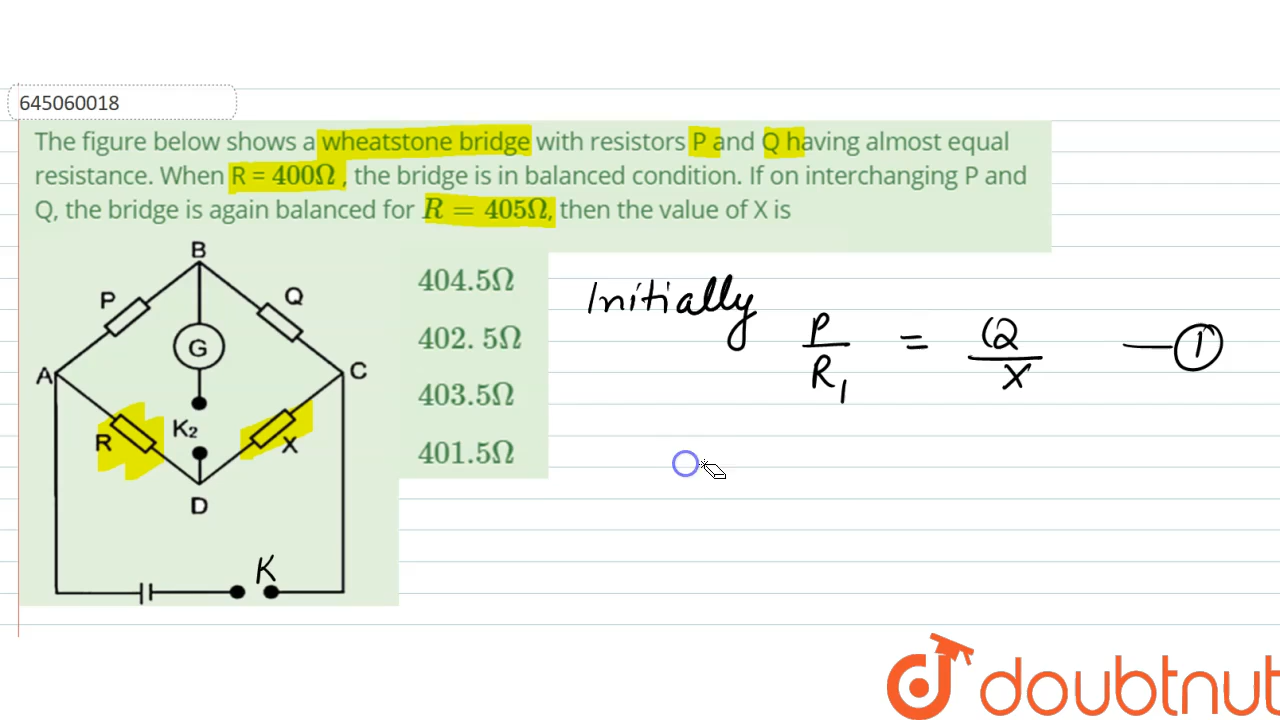 645060018
The figure below shows a wheatstone bridge with resistors P and Q having almost equal
resistance. When R = 400Ω , the bridge is in balanced condition. If on interchanging P and
Q, the bridge is again balanced for R = 405Ω, then the value of X is
B
P
Q
G
A
C
R
K₂
X
D
K
404.5Ω
402. 5Ω
403.5Ω
401.5Ω
Initially
P/R₁ = Q/X — ①
doubtnut